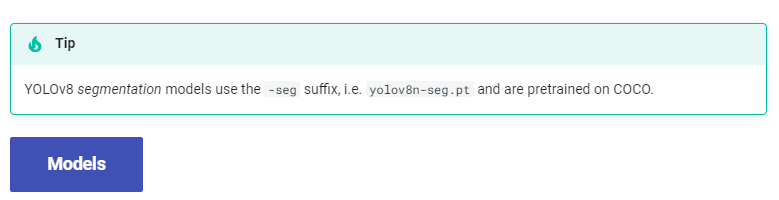 Tip
YOLOv8 segmentation models use the -seg suffix, i.e. yolov8n-seg.pt and are pretrained on COCO.
Models